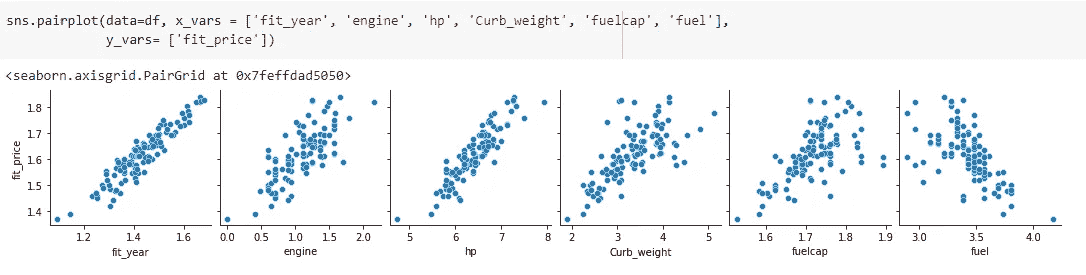 sns.pairplot(data=df, x_vars = ['fit_year', 'engine', 'hp', 'Curb_weight', 'fuelcap', 'fuel'],
y_vars= ['fit_price'])
<seaborn.axisgrid.PairGrid at 0x7feffdad5050>
fit_price
1.8
1.7
1.6
1.5
1.4
1.2 1.4 1.6
fit_year
0.0 0.5 1.0 1.5 2.0
engine
5 6 7 8
hp
2 3 4 5
Curb_weight
1.6 1.7 1.8 1.9
fuelcap
3.0 3.5 4.0
fuel